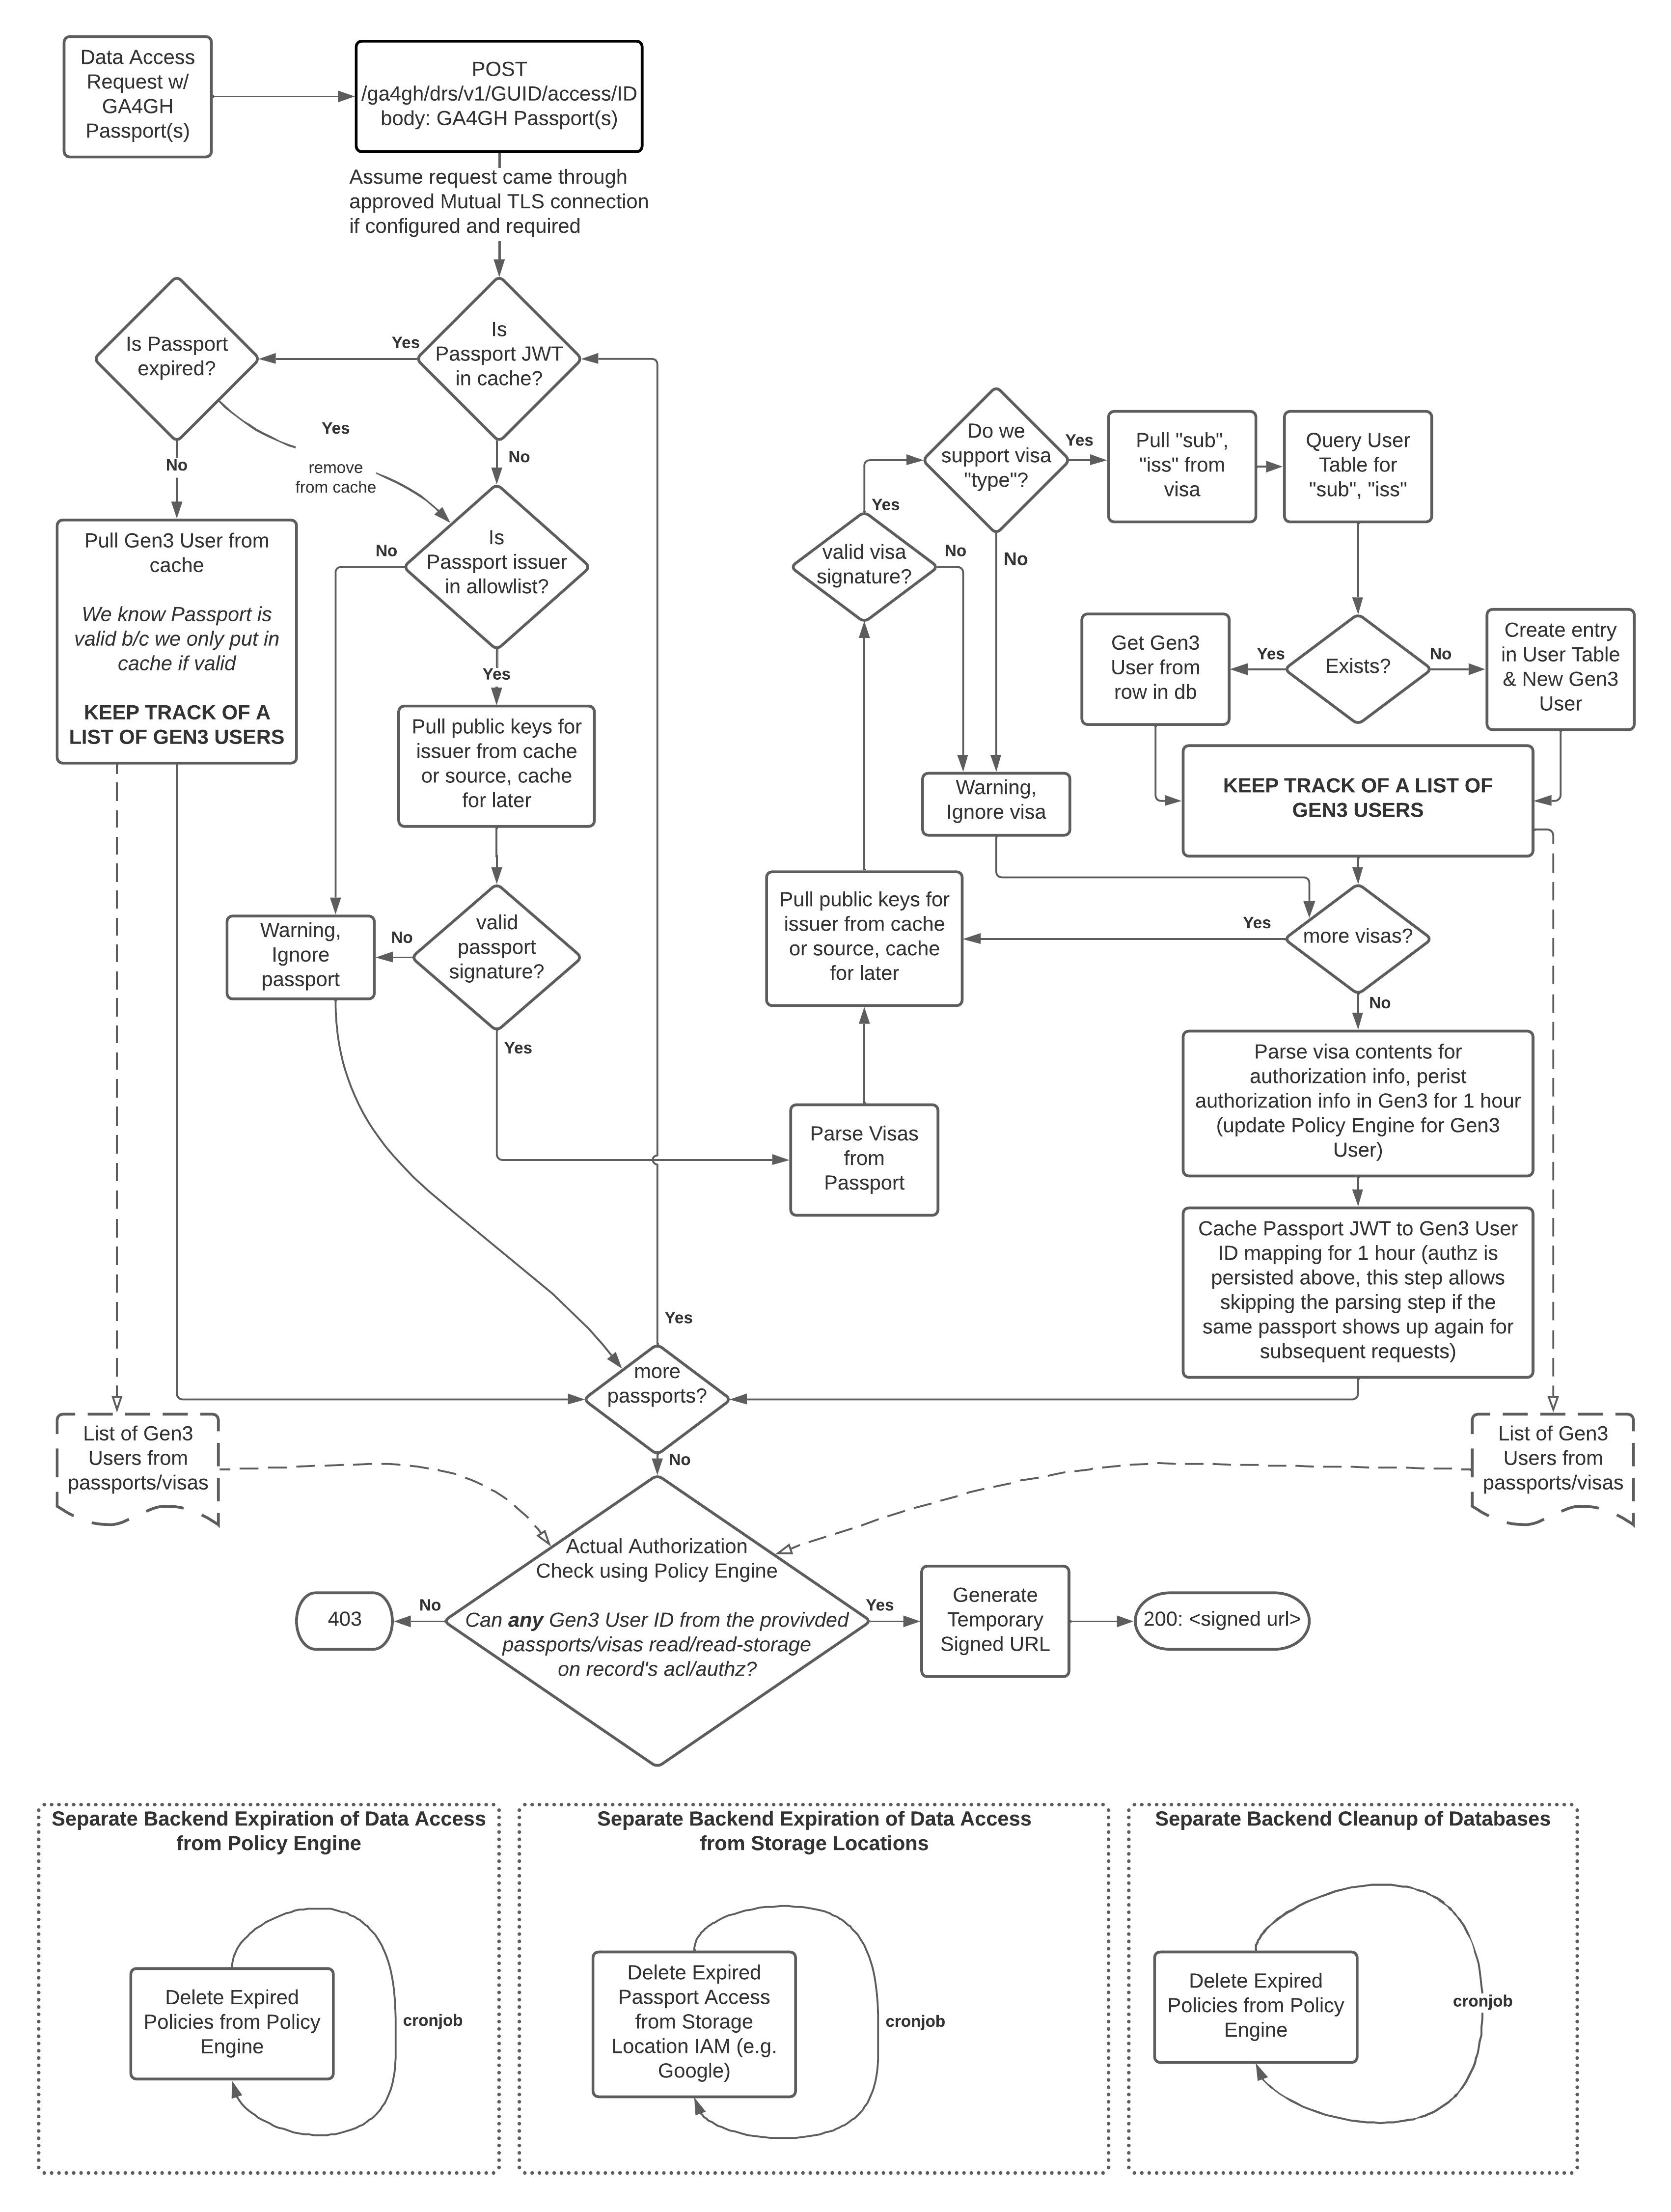 Data Access
Request w/
GA4GH
Passport(s)
POST
/ga4gh/drs/v1/GUID/access/ID
body: GA4GH Passport(s)
Assume request came through
approved Mutual TLS connection
if configured and required
Is Passport
expired?
Yes
Is
Passport JWT
in cache?
Yes
remove
from cache
No
No
Pull Gen3 User from
cache
We know Passport is
valid b/c we only put in
cache if valid
KEEP TRACK OF A
LIST OF GEN3 USERS
No
Is
Passport issuer
in allowlist?
Yes
Pull public keys for
issuer from cache
or source, cache
for later
Warning,
Ignore
passport
No
valid
passport
signature?
Yes
Do we
support visa
"type"?
Yes
Pull "sub",
"iss" from
visa
Query User
Table for
"sub", "iss"
Yes
valid visa
signature?
No
No
Get Gen3
User from
row in db
Yes
Exists?
No
Create entry
in User Table
& New Gen3
User
Warning,
Ignore visa
KEEP TRACK OF A LIST OF
GEN3 USERS
Pull public keys for
issuer from cache
or source, cache
for later
Yes
more visas?
No
Parse Visas
from
Passport
Parse visa contents for
authorization info, perist
authorization info in Gen3 for 1 hour
(update Policy Engine for Gen3
User)
Cache Passport JWT to Gen3 User
ID mapping for 1 hour (authz is
persisted above, this step allows
skipping the parsing step if the
same passport shows up again for
subsequent requests)
Yes
more
passports?
No
List of Gen3
Users from
passports/visas
List of Gen3
Users from
passports/visas
Actual Authorization
Check using Policy Engine
Can any Gen3 User ID from the provivded
passports/visas read/read-storage
on record's acl/authz?
No
403
Yes
Generate
Temporary
Signed URL
200: <signed url>
Separate Backend Expiration of Data Access
from Policy Engine
Delete Expired
Policies from Policy
Engine
cronjob
Separate Backend Expiration of Data Access
from Storage Locations
Delete Expired
Passport Access
from Storage
Location IAM (e.g.
Google)
cronjob
Separate Backend Cleanup of Databases
Delete Expired
Policies from Policy
Engine
cronjob